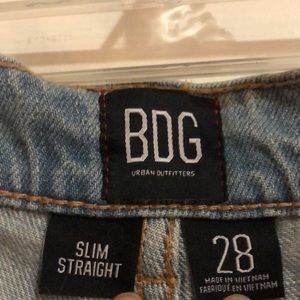 BDG
URBAN OUTFITTERS
SLIM
STRAIGHT
28
MADE IN VIETNAM
FABRIQUÉ EN VIETNAM